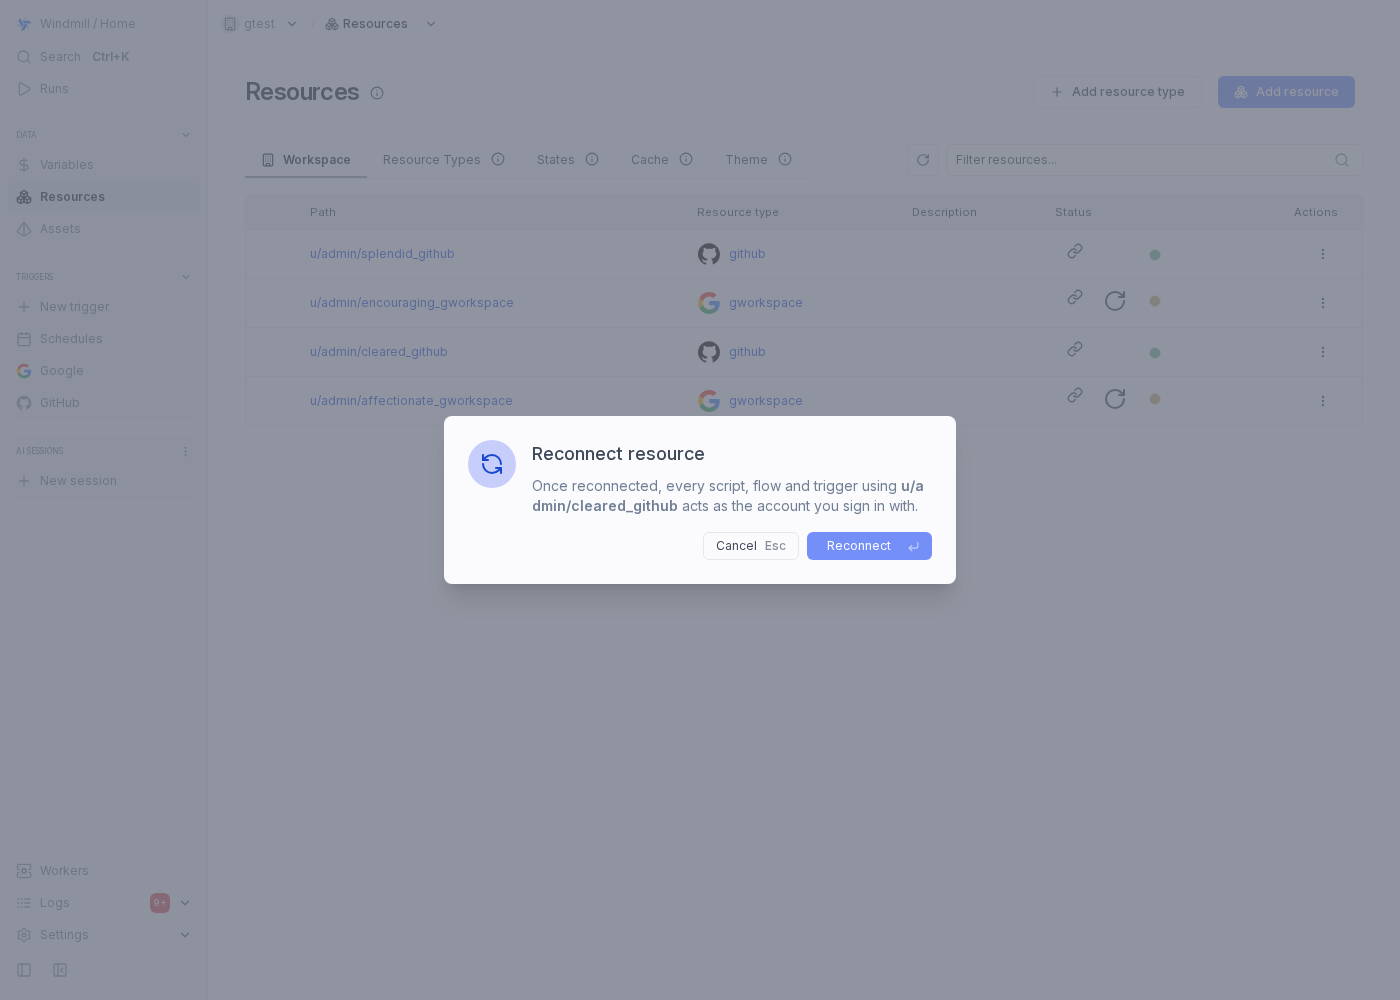 Windmill / Home
Search Ctrl+K
Runs
DATA
Variables
Resources
Assets
TRIGGERS
New trigger
Schedules
Google
GitHub
AI SESSIONS
New session
Workers
Logs 9+
Settings
gtest / Resources
Resources
Add resource type
Add resource
Workspace Resource Types States Cache Theme
Filter resources...
Path Resource type Description Status Actions
u/admin/splendid_github github
u/admin/encouraging_gworkspace gworkspace
u/admin/cleared_github github
u/admin/affectionate_gworkspace gworkspace
Reconnect resource
Once reconnected, every script, flow and trigger using u/a
dmin/cleared_github acts as the account you sign in with.
Cancel Esc
Reconnect